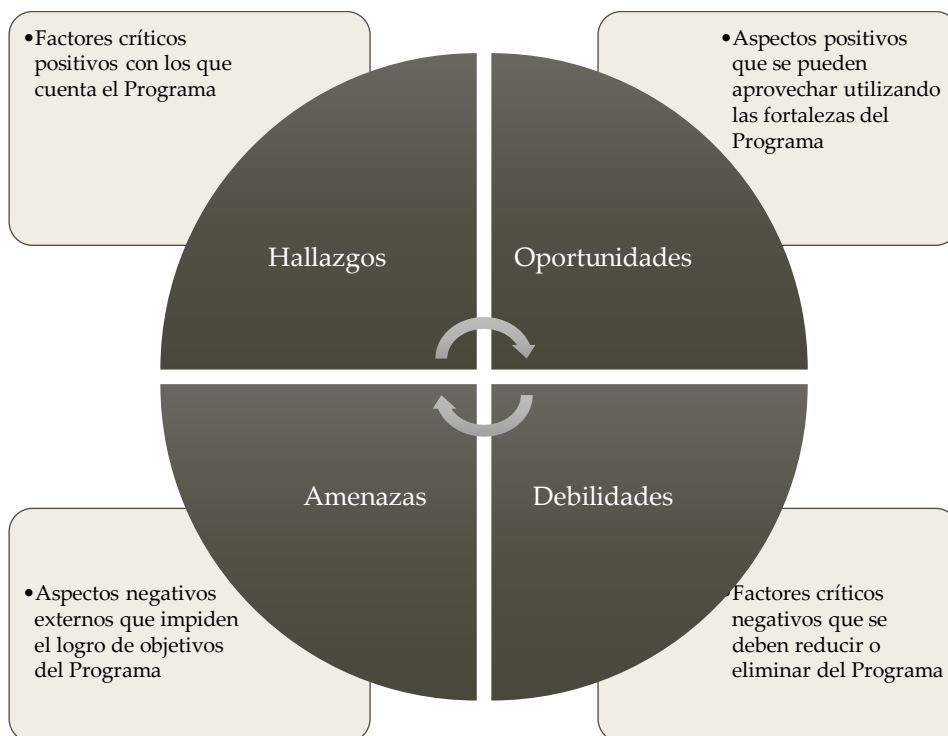 •Factores críticos
positivos con los que
cuenta el Programa
•Aspectos positivos
que se pueden
aprovechar utilizando
las fortalezas del
Programa
Hallazgos
Oportunidades
Amenazas
Debilidades
•Aspectos negativos
externos que impiden
el logro de objetivos
del Programa
•Factores críticos
negativos que se
deben reducir o
eliminar del Programa